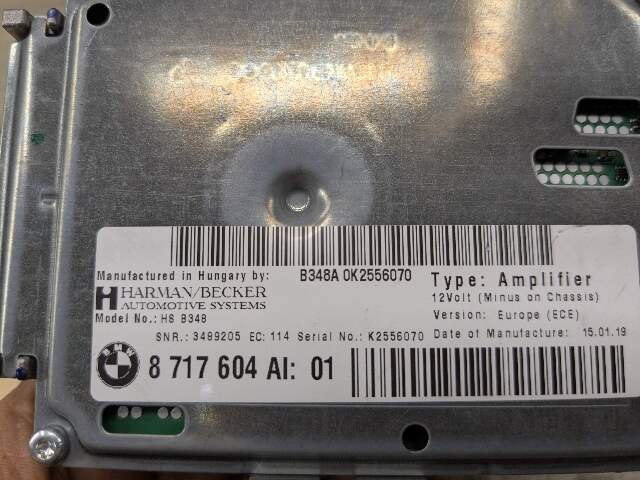 Manufactured in Hungary by: B348A 0K2556070 Type: Amplifier
HARMAN/BECKER
AUTOMOTIVE SYSTEMS
12Volt (Minus on Chassis)
Model No.: HS B348 Version: Europe (ECE)
SNR.: 3499205 EC: 114 Serial No.: K2556070 Date of Manufacture: 15.01.19
BMW 8 717 604 AI: 01